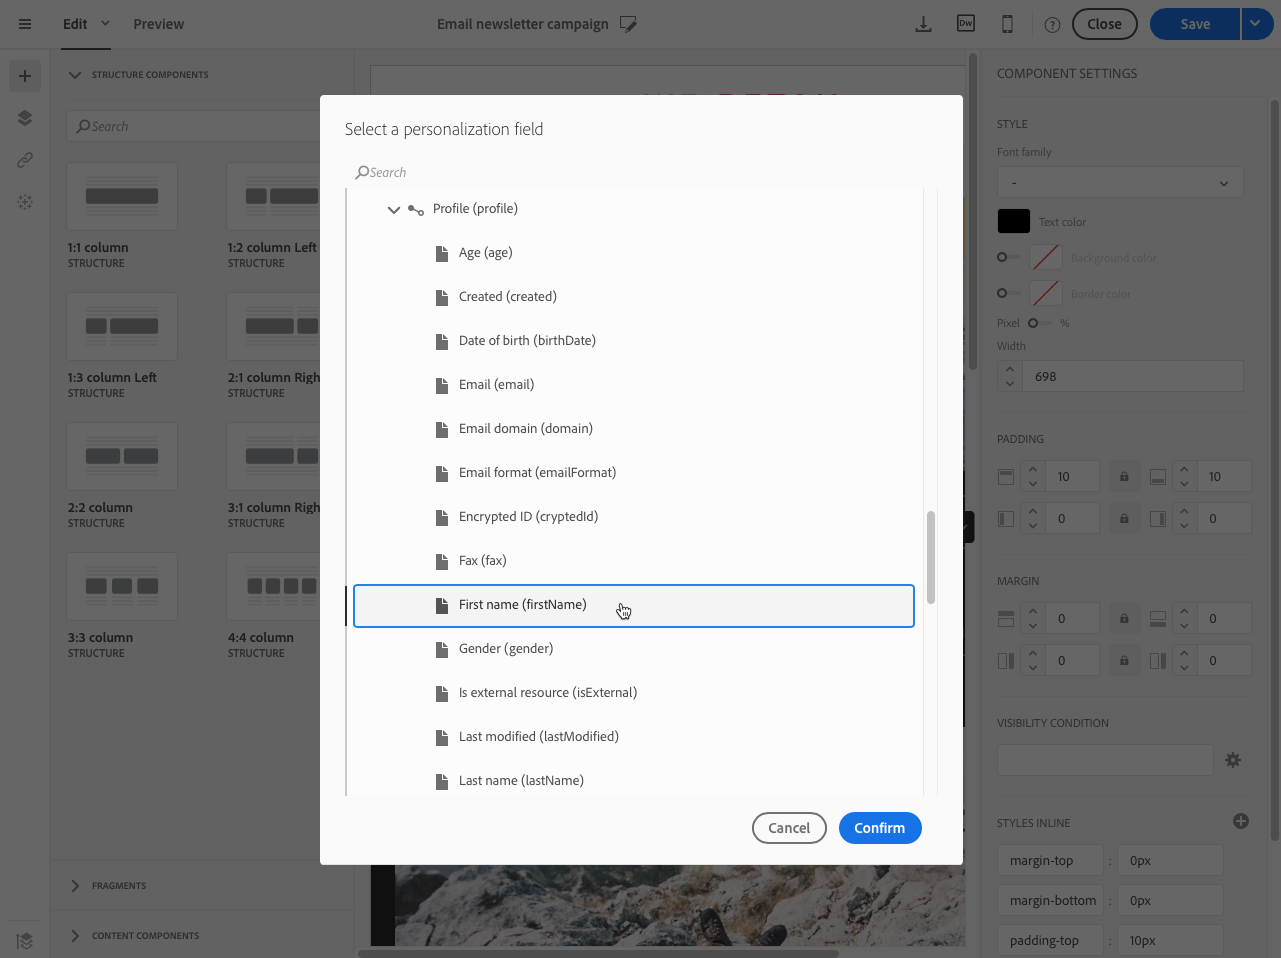 Edit
Preview
Email newsletter campaign
Dw
?
Close
Save
STRUCTURE COMPONENTS
Search
1:1 column
STRUCTURE
1:2 column Left
STRUCTURE
1:3 column Left
STRUCTURE
2:1 column Righ
STRUCTURE
2:2 column
STRUCTURE
3:1 column Righ
STRUCTURE
3:3 column
STRUCTURE
4:4 column
STRUCTURE
FRAGMENTS
CONTENT COMPONENTS
Select a personalization field
Search
Profile (profile)
Age (age)
Created (created)
Date of birth (birthDate)
Email (email)
Email domain (domain)
Email format (emailFormat)
Encrypted ID (cryptedId)
Fax (fax)
First name (firstName)
Gender (gender)
Is external resource (isExternal)
Last modified (lastModified)
Last name (lastName)
Cancel
Confirm
COMPONENT SETTINGS
STYLE
Font family
-
Text color
Background color
Border color
Pixel %
Width
698
PADDING
10 10
0 0
MARGIN
0 0
0 0
VISIBILITY CONDITION
STYLES INLINE
margin-top : 0px
margin-bottom : 0px
padding-top : 10px